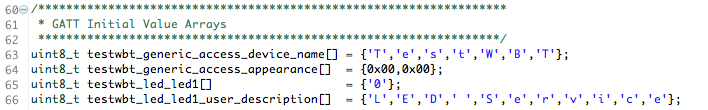 60 /*****************************************************************
61  * GATT Initial Value Arrays
62  *****************************************************************/
63 uint8_t testwbt_generic_access_device_name[] = {'T','e','s','t','W','B','T'};
64 uint8_t testwbt_generic_access_appearance[]  = {0x00,0x00};
65 uint8_t testwbt_led_led1[]                   = {'0'};
66 uint8_t testwbt_led_led1_user_description[]  = {'L','E','D',' ','S','e','r','v','i','c','e'};